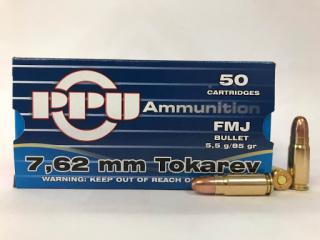 50
CARTRIDGES
PPU Ammunition
FMJ
BULLET
5,5 g/85 gr
7,62 mm Tokarev
WARNING: KEEP OUT OF REACH O